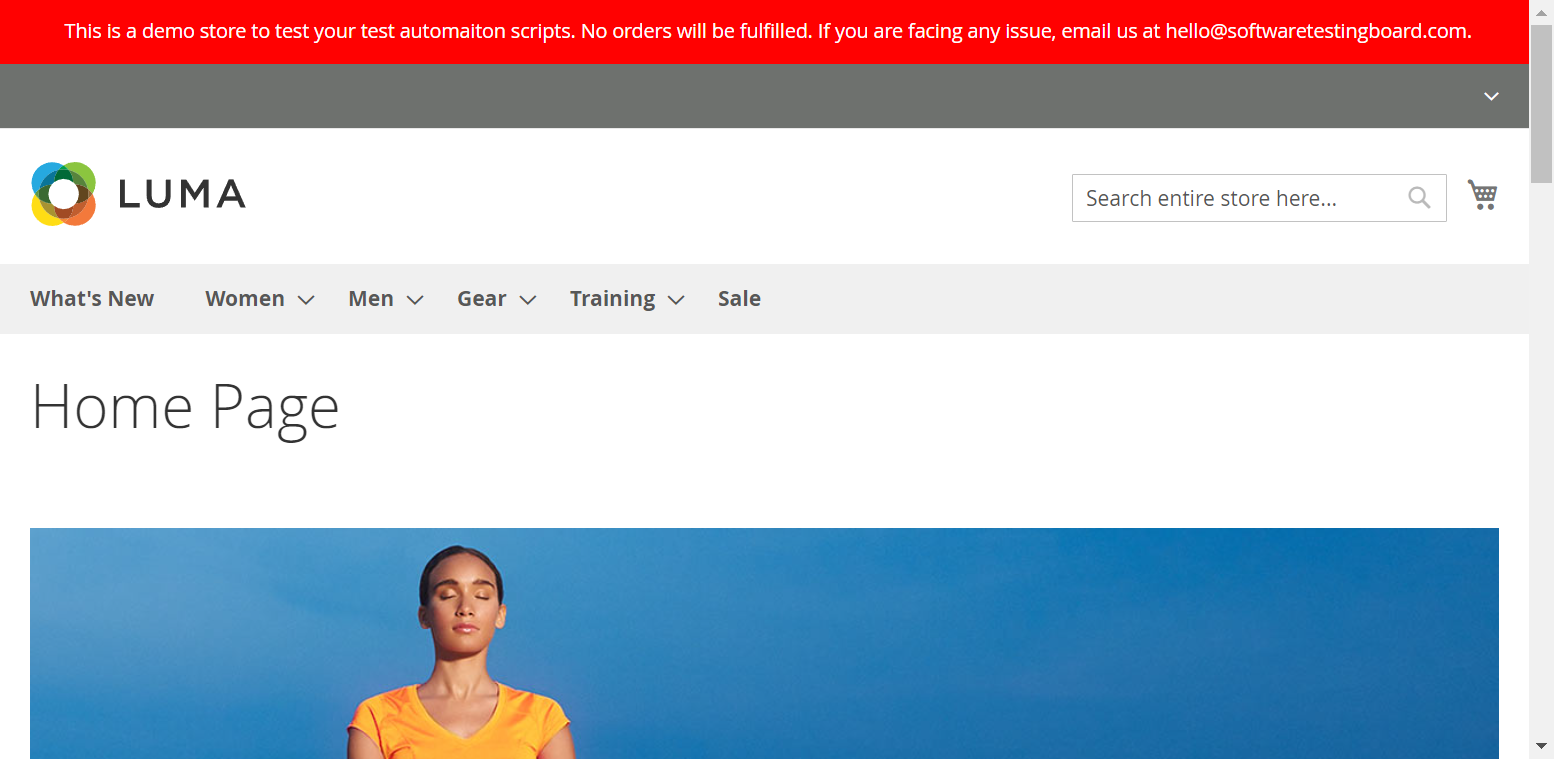 This is a demo store to test your test automaiton scripts. No orders will be fulfilled. If you are facing any issue, email us at hello@softwaretestingboard.com.
LUMA
Search entire store here...
What's New Women Men Gear Training Sale
Home Page